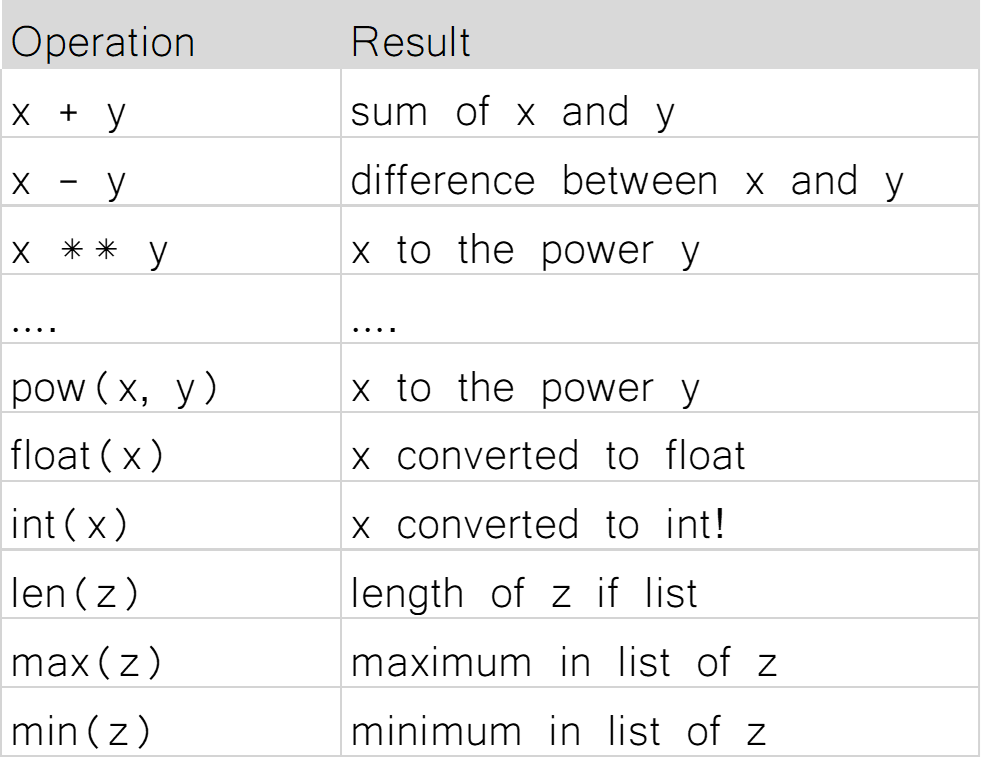 Operation Result
x + y sum of x and y
x - y difference between x and y
x ** y x to the power y
.... ....
pow(x, y) x to the power y
float(x) x converted to float
int(x) x converted to int!
len(z) length of z if list
max(z) maximum in list of z
min(z) minimum in list of z